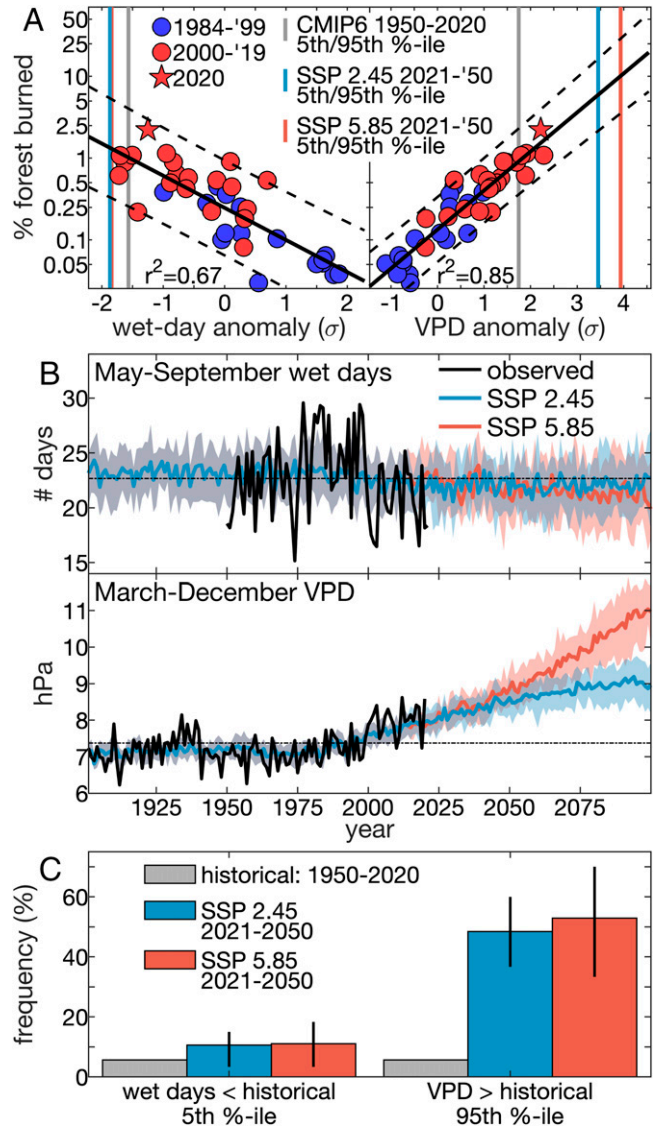 A
1984-'99
2000-'19
2020
CMIP6 1950-2020
5th/95th %-ile
SSP 2.45 2021-'50
5th/95th %-ile
SSP 5.85 2021-'50
5th/95th %-ile
% forest burned
50
25
10
5
2.5
1
0.5
0.25
0.1
0.05
r²=0.67
r²=0.85
-2 -1 0 1 2
-1 0 1 2 3 4
wet-day anomaly (σ)
VPD anomaly (σ)
B
May-September wet days
observed
SSP 2.45
SSP 5.85
# days
30
25
20
15
March-December VPD
hPa
11
10
9
8
7
6
1925 1950 1975 2000 2025 2050 2075
year
C
historical: 1950-2020
SSP 2.45
2021-2050
SSP 5.85
2021-2050
frequency (%)
60
40
20
0
wet days < historical
5th %-ile
VPD > historical
95th %-ile